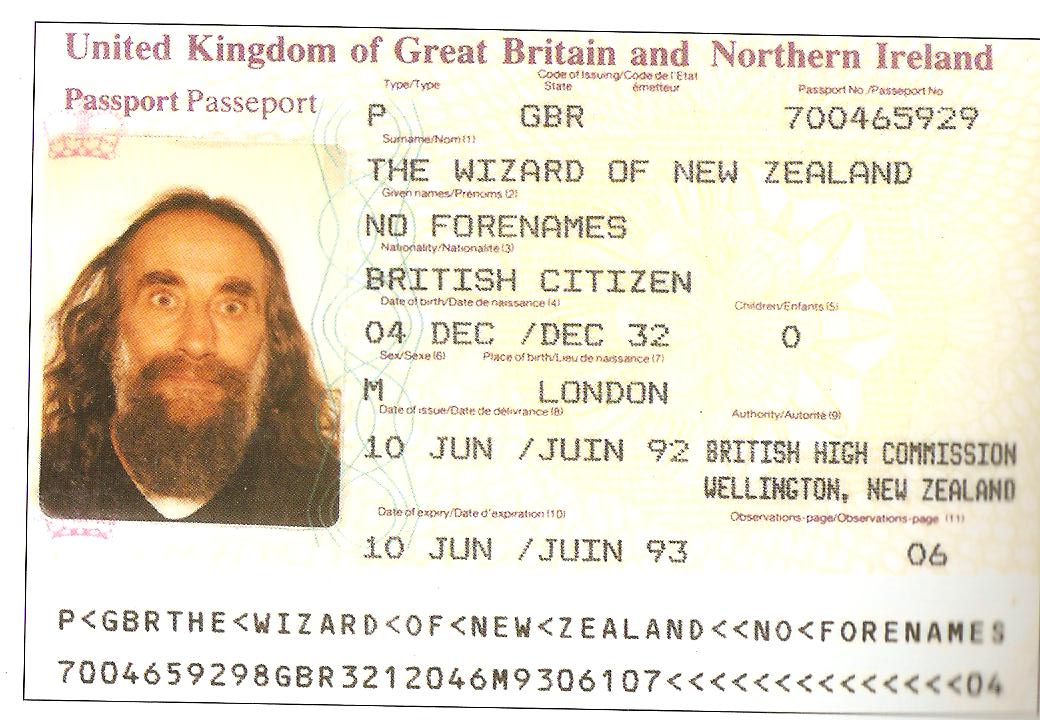 United Kingdom of Great Britain and Northern Ireland
Passport Passeport
Type/Type
Code of Issuing/Code de l'Etat
State émetteur
Passport No./Passeport No
P GBR 700465929
Surname/Nom (1)
THE WIZARD OF NEW ZEALAND
Given names/Prénoms (2)
NO FORENAMES
Nationality/Nationalité (3)
BRITISH CITIZEN
Date of birth/Date de naissance (4)
Children/Enfants (5)
04 DEC /DEC 32 0
Sex/Sexe (6) Place of birth/Lieu de naissance (7)
M LONDON
Date of issue/Date de délivrance (8)
Authority/Autorité (9)
10 JUN /JUIN 92 BRITISH HIGH COMMISSION
WELLINGTON, NEW ZEALAND
Date of expiry/Date d'expiration (10)
Observations-page/Observations-page (11)
10 JUN /JUIN 93 06
P<GBRTHE<WIZARD<OF<NEW<ZEALAND<<NO<FORENAMES
7004659298GBR3212046M9306107<<<<<<<<<<<<<<04